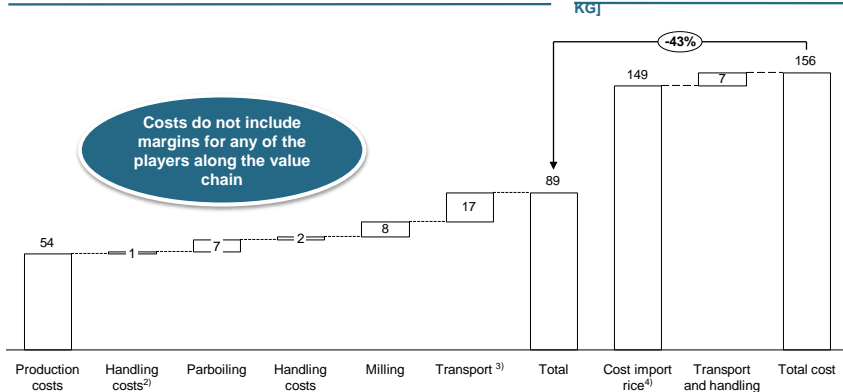 KG]
-43%
156
149
7
Costs do not include
margins for any of the
players along the value
chain
89
17
8
2
7
1
54
Production
costs
Handling
costs2)
Parboiling
Handling
costs
Milling
Transport 3)
Total
Cost import
rice4)
Transport
and handling
Total cost